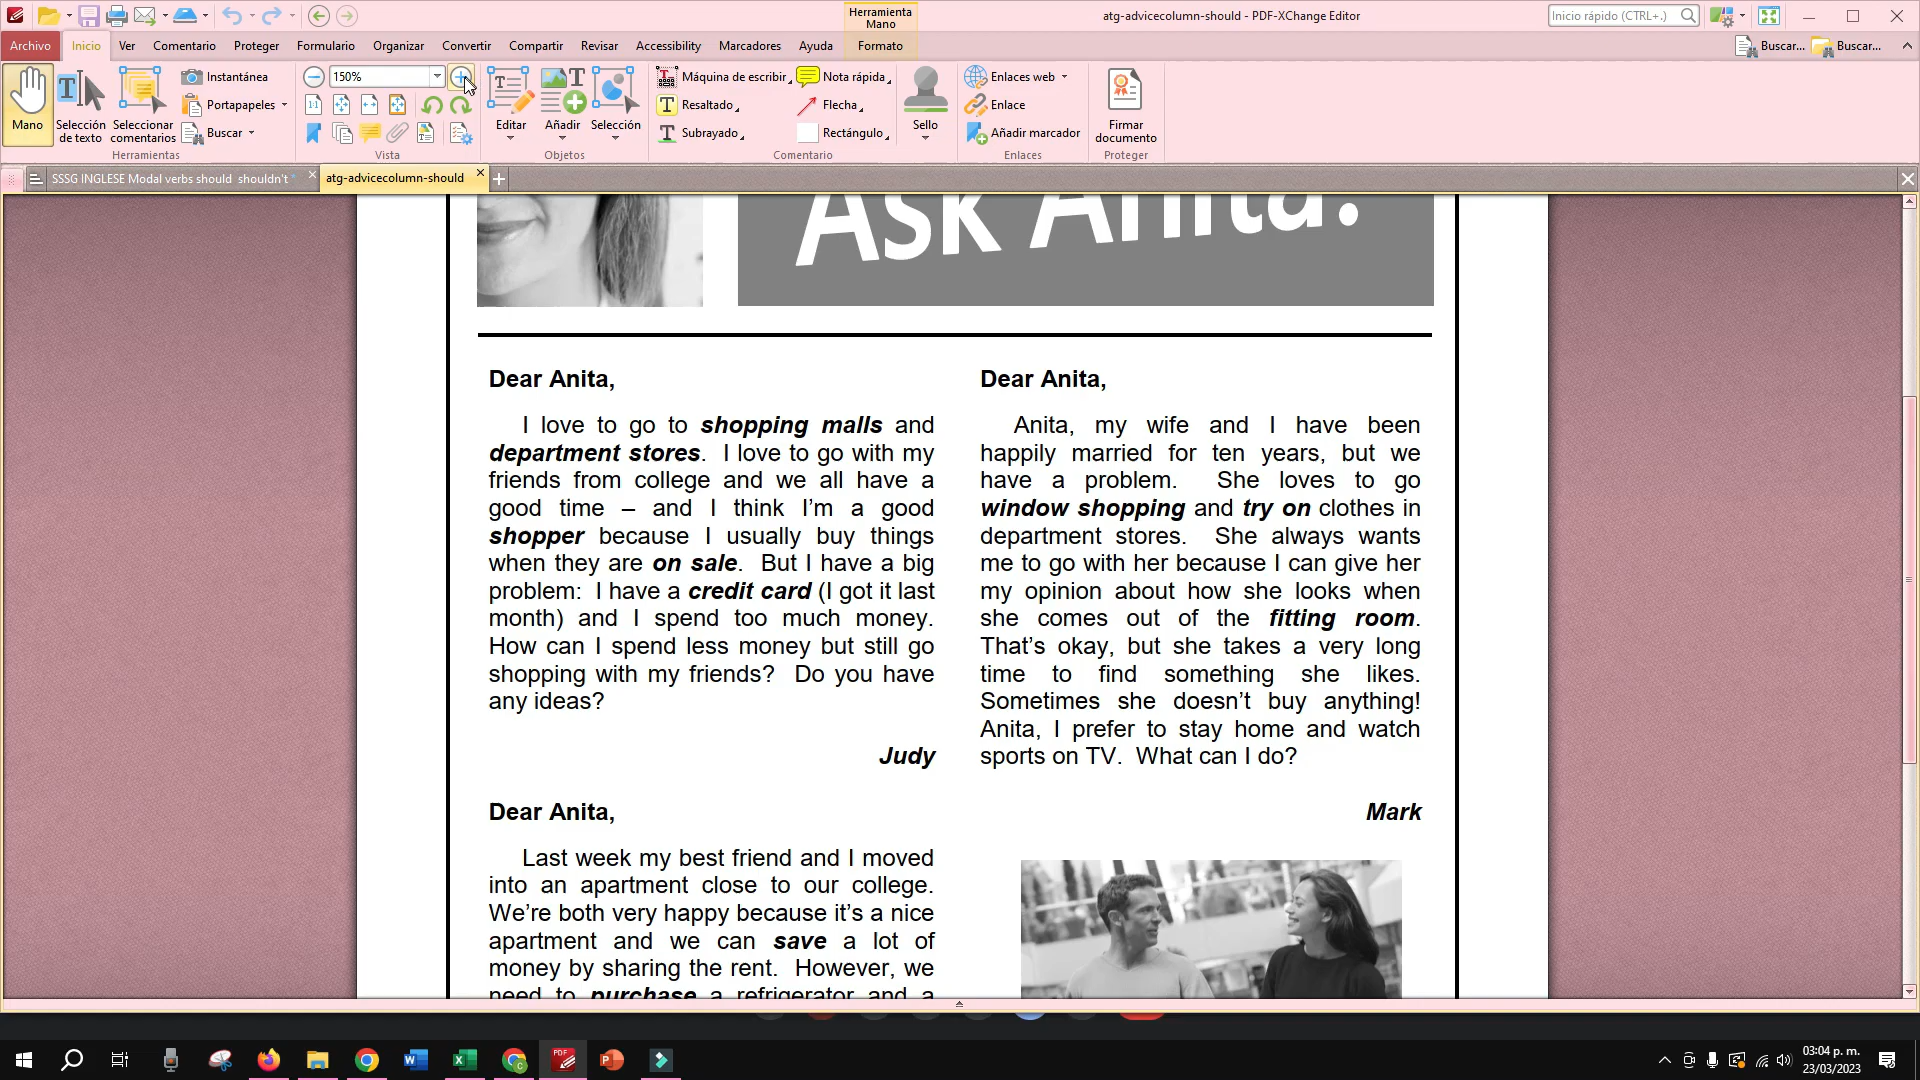 Herramienta
Mano
atg-advicecolumn-should - PDF-XChange Editor
Inicio rápido (CTRL+.)
Archivo
Inicio
Ver
Comentario
Proteger
Formulario
Organizar
Convertir
Compartir
Revisar
Accessibility
Marcadores
Ayuda
Formato
Buscar...
Buscar...
Mano
Selección
de texto
Seleccionar
comentarios
Instantánea
Portapapeles
Buscar
Herramientas
150%
Vista
Editar
Añadir
Selección
Objetos
Máquina de escribir
Resaltado
Subrayado
Nota rápida
Flecha
Rectángulo
Sello
Comentario
Enlaces web
Enlace
Añadir marcador
Enlaces
Firmar
documento
Proteger
SSSG INGLESE Modal verbs should shouldn't *
atg-advicecolumn-should
Ask Anita!
Dear Anita,
I love to go to shopping malls and
department stores. I love to go with my
friends from college and we all have a
good time – and I think I'm a good
shopper because I usually buy things
when they are on sale. But I have a big
problem: I have a credit card (I got it last
month) and I spend too much money.
How can I spend less money but still go
shopping with my friends? Do you have
any ideas?
Judy
Dear Anita,
Last week my best friend and I moved
into an apartment close to our college.
We're both very happy because it's a nice
apartment and we can save a lot of
money by sharing the rent. However, we
need to purchase a refrigerator and a
Dear Anita,
Anita, my wife and I have been
happily married for ten years, but we
have a problem. She loves to go
window shopping and try on clothes in
department stores. She always wants
me to go with her because I can give her
my opinion about how she looks when
she comes out of the fitting room.
That's okay, but she takes a very long
time to find something she likes.
Sometimes she doesn't buy anything!
Anita, I prefer to stay home and watch
sports on TV. What can I do?
Mark
03:04 p. m.
23/03/2023